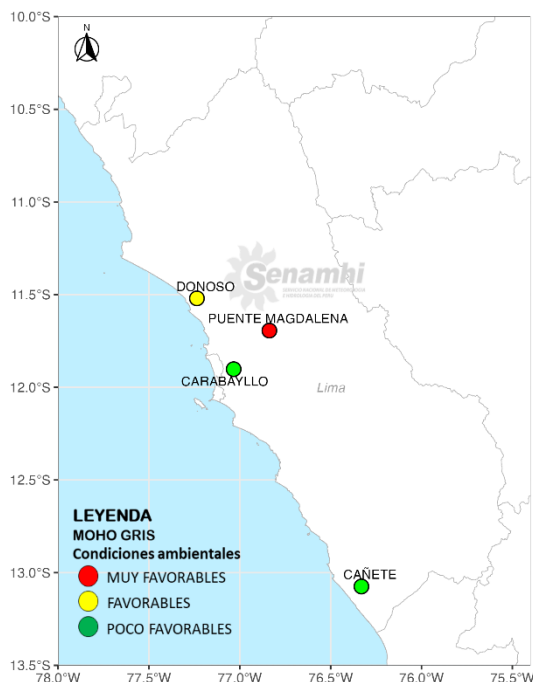 10.0°S
N
10.5°S
11.0°S
Senamhi
11.5°S
DONOSO
PUENTE MAGDALENA
12.0°S
CARABAYLLO
Lima
12.5°S
LEYENDA
MOHO GRIS
Condiciones ambientales
MUY FAVORABLES
FAVORABLES
POCO FAVORABLES
13.0°S
CAÑETE
13.5°S
78.0°W
77.5°W
77.0°W
76.5°W
76.0°W
75.5°W